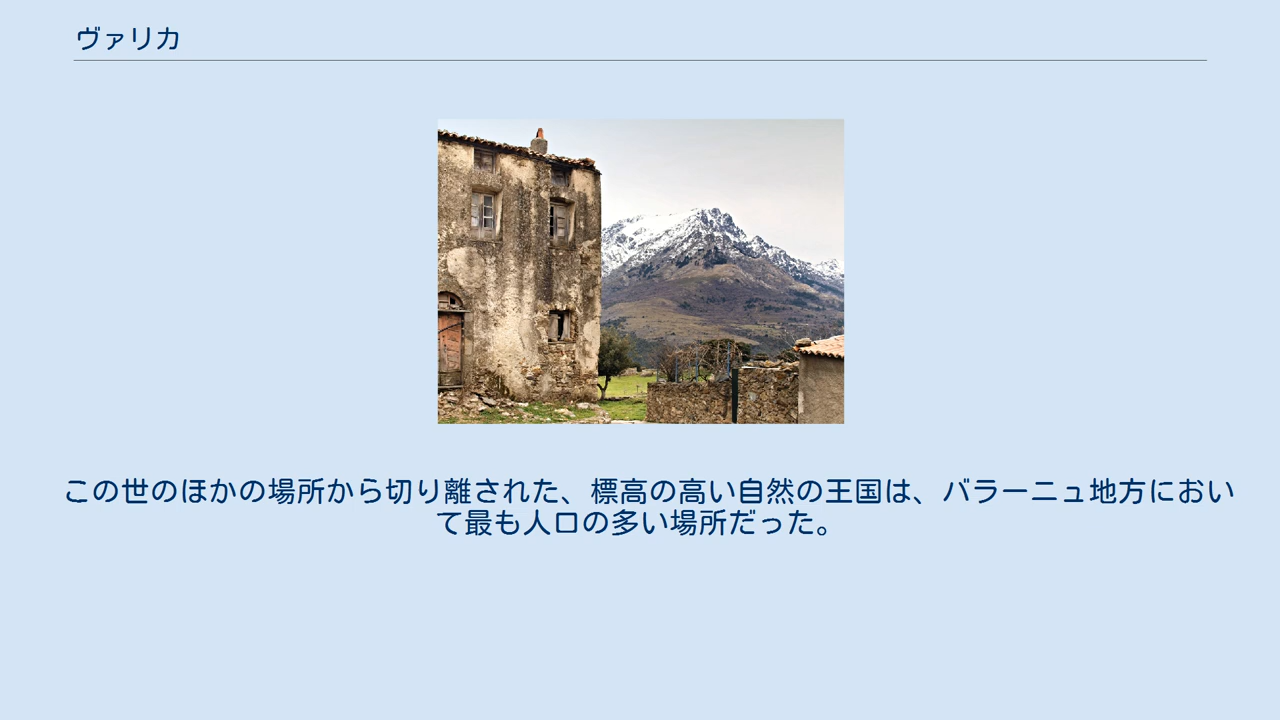 ヴァリカ
この世のほかの場所から切り離された、標高の高い自然の王国は、バラーニュ地方におい
て最も人口の多い場所だった。